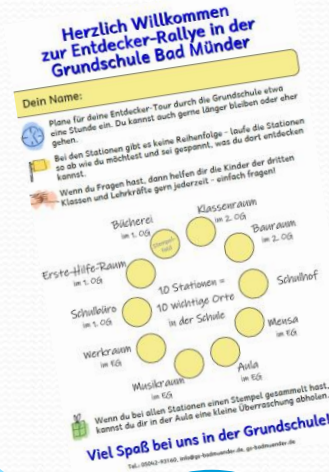 Herzlich Willkommen
zur Entdecker-Rallye in der
Grundschule Bad Münder
Dein Name:
Plane für deine Entdecker-Tour durch die Grundschule etwa
eine Stunde ein. Du kannst auch gerne länger bleiben oder eher
gehen.
Bei den Stationen gibt es keine Reihenfolge - laufe die Stationen
so ab wie du möchtest und sei gespannt, was du dort entdecken
kannst.
Wenn du Fragen hast, dann helfen dir die Kinder der dritten
Klassen und Lehrkräfte gern jederzeit - einfach fragen!
Klassenraum
im 2. OG
Bücherei
im 1. OG
Bauraum
im 2. OG
Erste-Hilfe-Raum
im 1. OG
Schulhof
10 Stationen =
10 wichtige Orte
in der Schule
Schulbüro
im 1. OG
Mensa
im EG
Werkraum
im EG
Aula
im EG
Musikraum
im EG
Wenn du bei allen Stationen einen Stempel gesammelt hast,
kannst du dir in der Aula eine kleine Überraschung abholen.
Viel Spaß bei uns in der Grundschule!